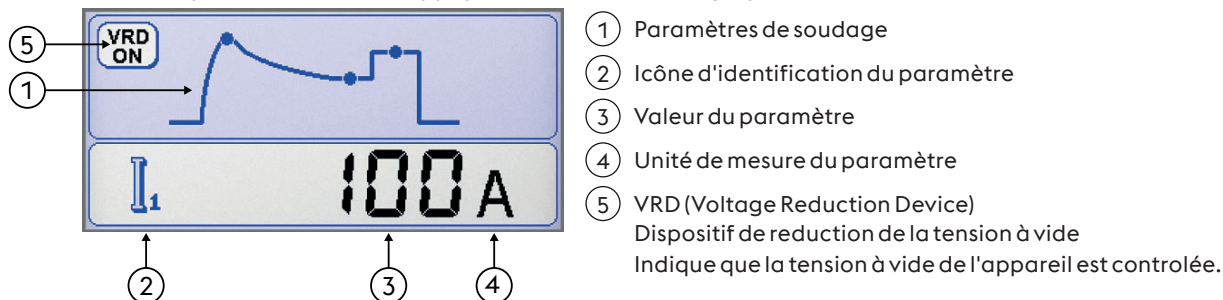 VRD
ON
5
1
I1
100 A
2
3
4
1 Paramètres de soudage
2 Icône d'identification du paramètre
3 Valeur du paramètre
4 Unité de mesure du paramètre
5 VRD (Voltage Reduction Device)
Dispositif de reduction de la tension à vide
Indique que la tension à vide de l'appareil est controlée.